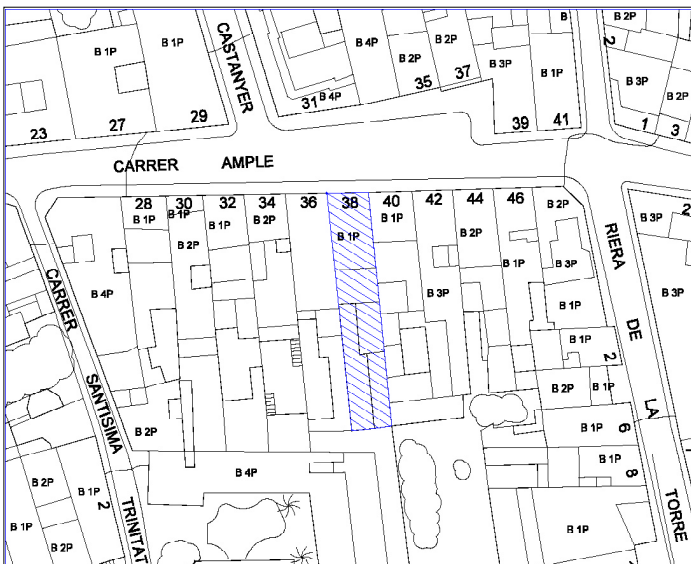 B 2P
B 2P
B 1P
B 1P
B 4P
B 2P
B 2P
2
CASTANYER
B 3P
B 1P
B 3P
B 2P
35
37
31
B 4P
23
27
29
39
41
1
3
CARRER AMPLE
28
30
32
34
36
38
40
42
44
46
B 1P
B 1P
B 2P
B 1P
B 2P
B 1P
B 1P
B 2P
B 2P
B 3P
2
RIERA
B 4P
B 3P
B 1P
B 3P
B 3P
CARRER
B 1P
DE
B 1P
2
SANTISIMA
B 2P
B 1P
LA
B 2P
B 1P
6
B 4P
B 1P
8
B 2P
B 1P
2
TRINITAT
TORRE
B 1P
B 2P
B 1P